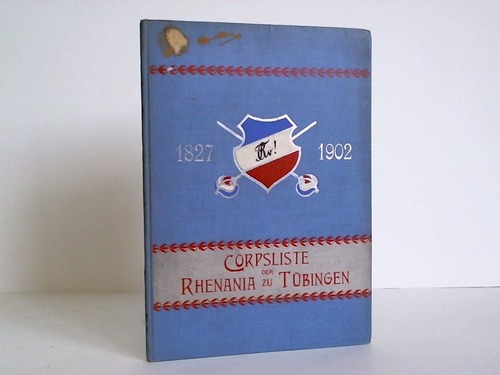 1827 1902
CORPSLISTE
DER
RHENANIA ZU TÜBINGEN